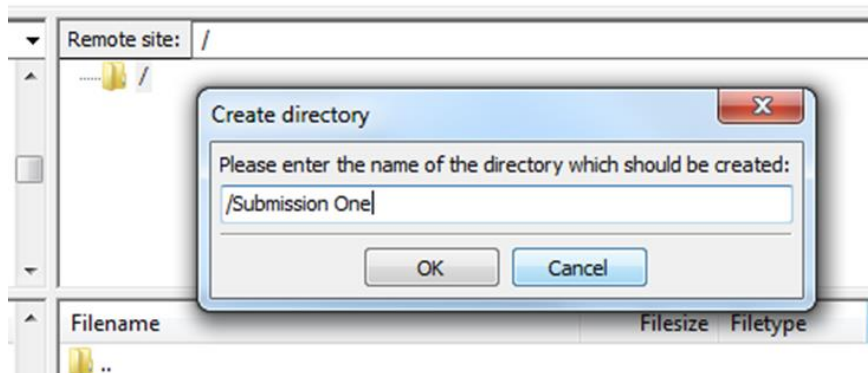 Remote site: /
/
Create directory
Please enter the name of the directory which should be created:
/Submission One
OK Cancel
Filename Filesize Filetype
..